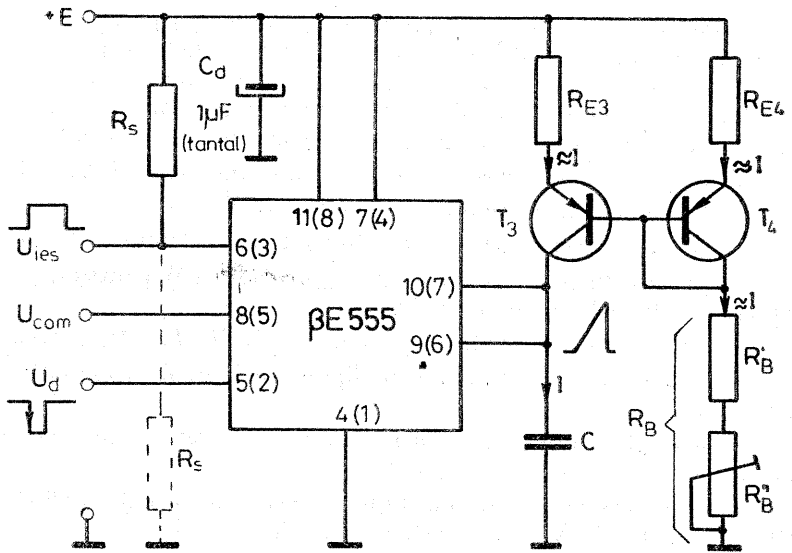 +E
C_d
1µF
(tantal)
R_s
R_E3
R_E4
≈I
≈I
T_3
T_4
11(8) 7(4)
U_ies
6(3)
10(7)
≈I
U_com
8(5)
βE555
9(6)
R'_B
U_d
5(2)
I
R_B
4(1)
C
R_s
R''_B